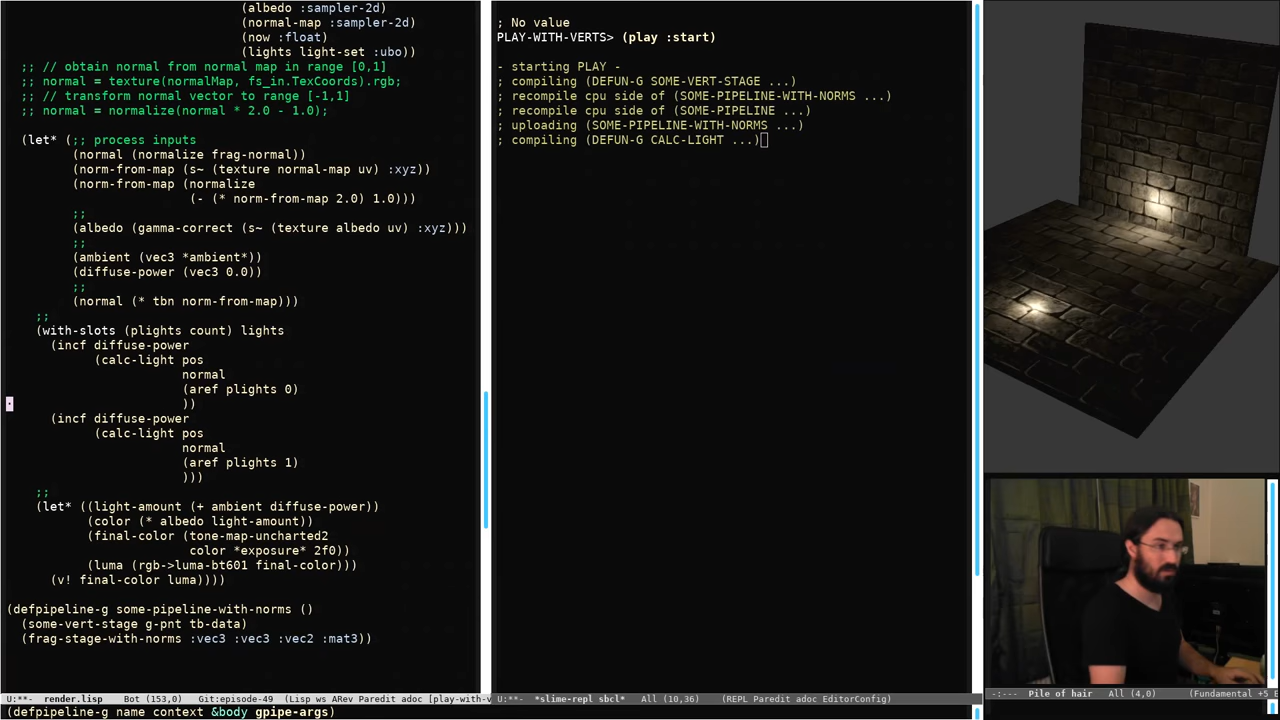 (albedo :sampler-2d)
(normal-map :sampler-2d)
(now :float)
(lights light-set :ubo))
;; // obtain normal from normal map in range [0,1]
;; normal = texture(normalMap, fs_in.TexCoords).rgb;
;; // transform normal vector to range [-1,1]
;; normal = normalize(normal * 2.0 - 1.0);
(let* (;; process inputs
(normal (normalize frag-normal))
(norm-from-map (s~ (texture normal-map uv) :xyz))
(norm-from-map (normalize
(- (* norm-from-map 2.0) 1.0)))
;;
(albedo (gamma-correct (s~ (texture albedo uv) :xyz)))
;;
(ambient (vec3 *ambient*))
(diffuse-power (vec3 0.0))
;;
(normal (* tbn norm-from-map)))
;;
(with-slots (plights count) lights
(incf diffuse-power
(calc-light pos
normal
(aref plights 0)
))
(incf diffuse-power
(calc-light pos
normal
(aref plights 1)
)))
;;
(let* ((light-amount (+ ambient diffuse-power))
(color (* albedo light-amount))
(final-color (tone-map-uncharted2
color *exposure* 2f0))
(luma (rgb->luma-bt601 final-color)))
(v! final-color luma))))
(defpipeline-g some-pipeline-with-norms ()
(some-vert-stage g-pnt tb-data)
(frag-stage-with-norms :vec3 :vec3 :vec2 :mat3))
U:**-  render.lisp    Bot (153,0)    Git:episode-49  (Lisp ws ARev Paredit adoc [play-with-v
(defpipeline-g name context &body gpipe-args)
; No value
PLAY-WITH-VERTS> (play :start)
- starting PLAY -
; compiling (DEFUN-G SOME-VERT-STAGE ...)
; recompile cpu side of (SOME-PIPELINE-WITH-NORMS ...)
; recompile cpu side of (SOME-PIPELINE ...)
; uploading (SOME-PIPELINE-WITH-NORMS ...)
; compiling (DEFUN-G CALC-LIGHT ...)
U:**-  *slime-repl sbcl*    All (10,36)    (REPL Paredit adoc EditorConfig)
-:---  Pile of hair    All (4,0)    (Fundamental +5 E